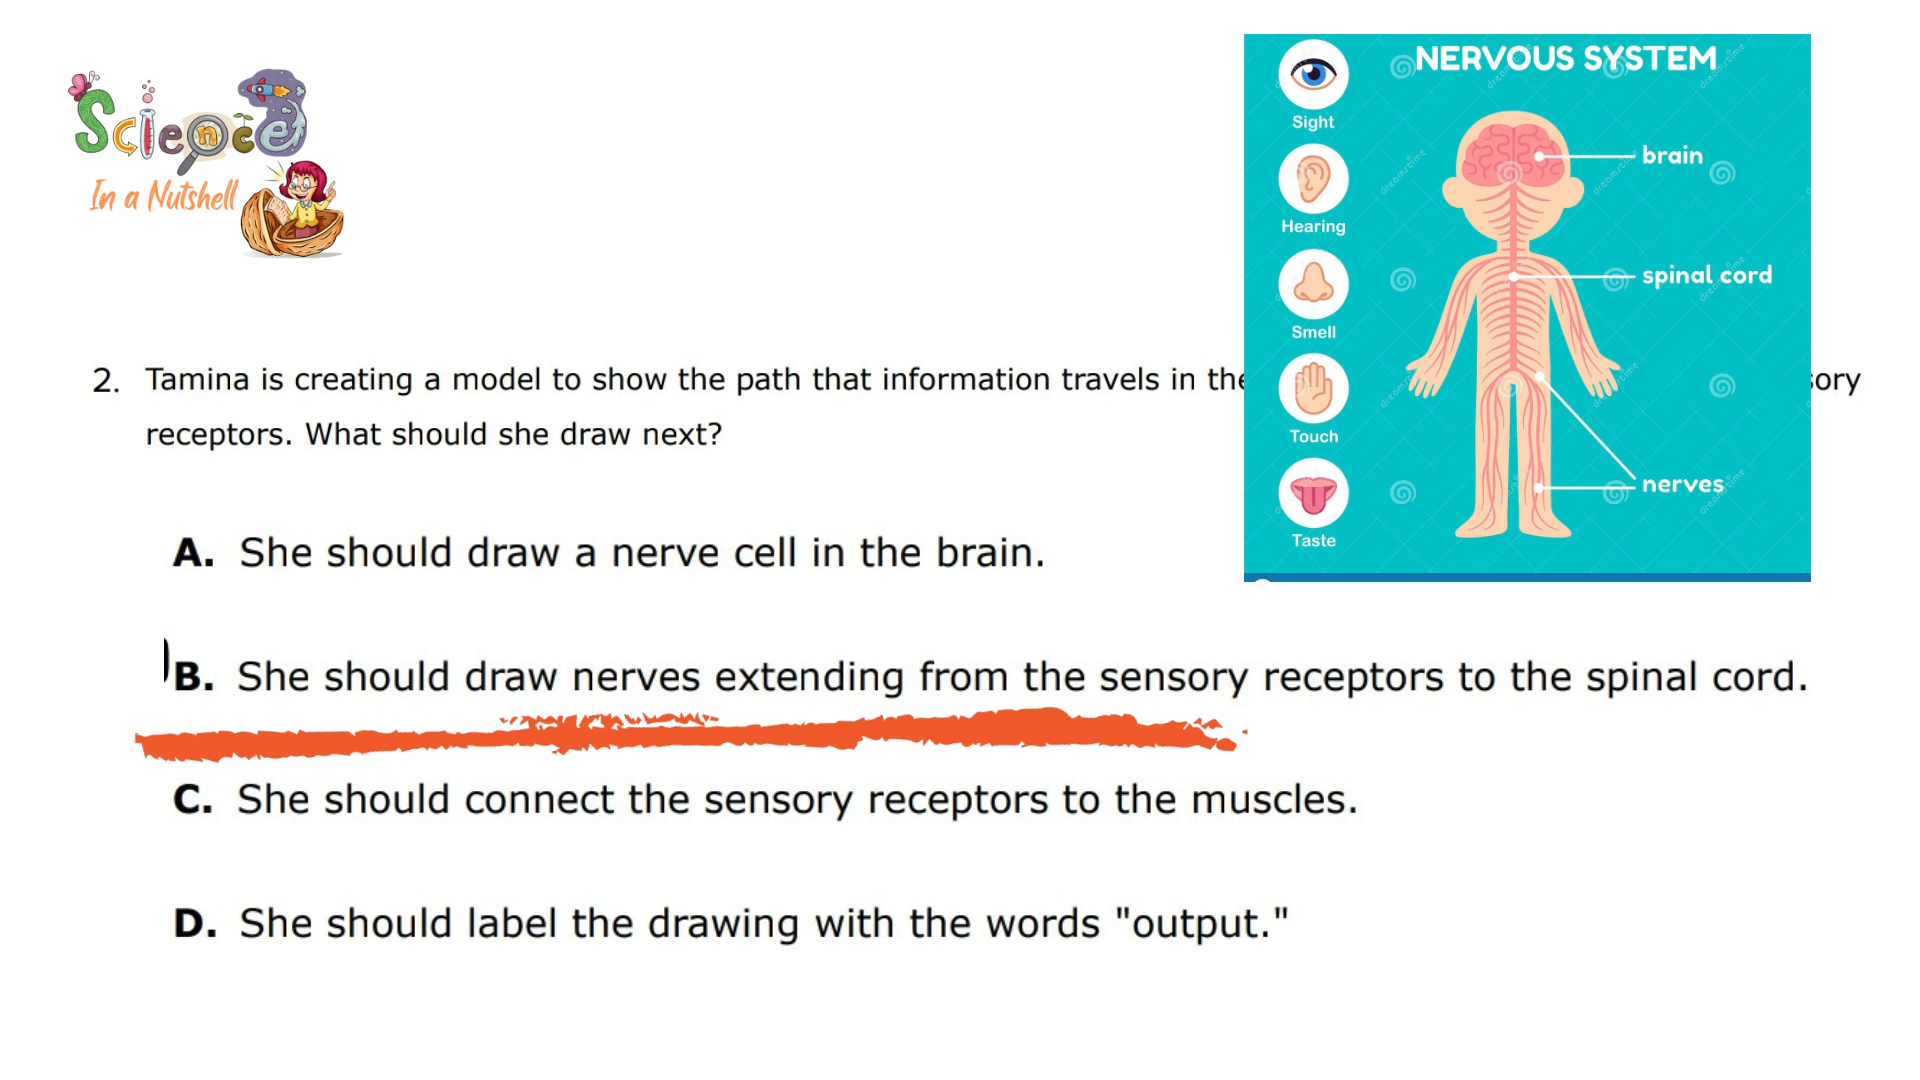 Science
In a Nutshell
NERVOUS SYSTEM
Sight
Hearing
Smell
Touch
Taste
brain
spinal cord
nerves
2. Tamina is creating a model to show the path that information travels in the
receptors. What should she draw next?
A. She should draw a nerve cell in the brain.
B. She should draw nerves extending from the sensory receptors to the spinal cord.
C. She should connect the sensory receptors to the muscles.
D. She should label the drawing with the words "output."
dreamstime